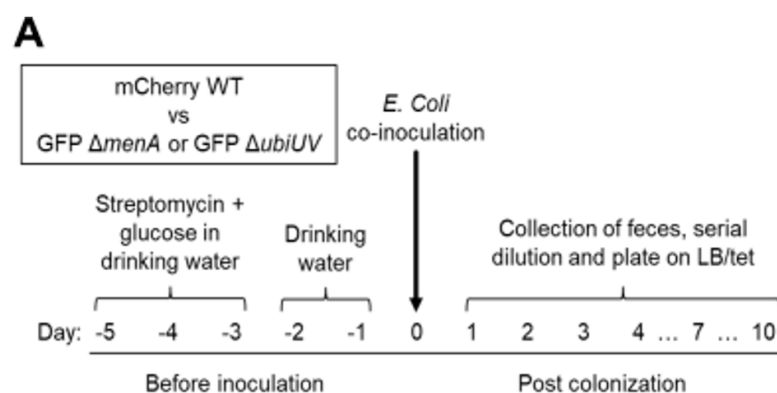 A
mCherry WT
vs
GFP ΔmenA or GFP ΔubiUV
E. Coli
co-inoculation
Streptomycin +
glucose in
drinking water
Drinking
water
Collection of feces, serial
dilution and plate on LB/tet
Day: -5 -4 -3 -2 -1 0 1 2 3 4 ... 7 ... 10
Before inoculation
Post colonization